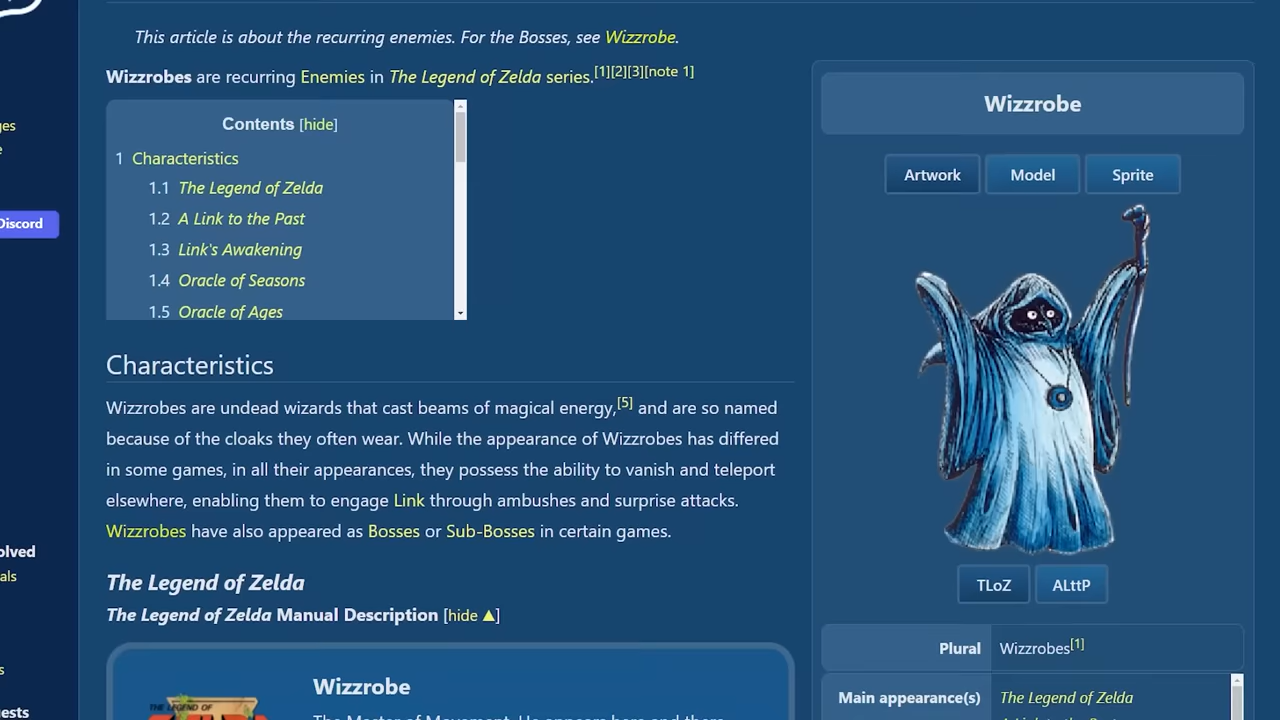 This article is about the recurring enemies. For the Bosses, see Wizzrobe.
Wizzrobes are recurring Enemies in The Legend of Zelda series.[1][2][3][note 1]
Contents [hide]
1 Characteristics
1.1 The Legend of Zelda
1.2 A Link to the Past
1.3 Link's Awakening
1.4 Oracle of Seasons
1.5 Oracle of Ages
Characteristics
Wizzrobes are undead wizards that cast beams of magical energy,[5] and are so named
because of the cloaks they often wear. While the appearance of Wizzrobes has differed
in some games, in all their appearances, they possess the ability to vanish and teleport
elsewhere, enabling them to engage Link through ambushes and surprise attacks.
Wizzrobes have also appeared as Bosses or Sub-Bosses in certain games.
The Legend of Zelda
The Legend of Zelda Manual Description [hide ▲]
THE LEGEND OF
Wizzrobe
Wizzrobe
Artwork
Model
Sprite
TLoZ
ALttP
Plural
Wizzrobes[1]
Main appearance(s)
The Legend of Zelda
Discord